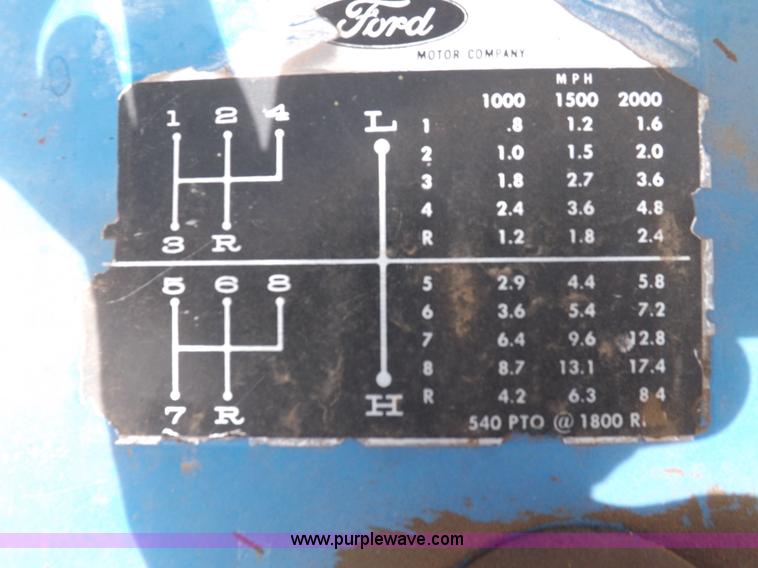 Ford
MOTOR COMPANY
MPH
1000 1500 2000
1 2 4 L 1 .8 1.2 1.6
2 1.0 1.5 2.0
3 1.8 2.7 3.6
4 2.4 3.6 4.8
3 R R 1.2 1.8 2.4
5 6 8 5 2.9 4.4 5.8
6 3.6 5.4 7.2
7 6.4 9.6 12.8
8 8.7 13.1 17.4
7 R H R 4.2 6.3 8.4
540 PTO @ 1800
www.purplewave.com